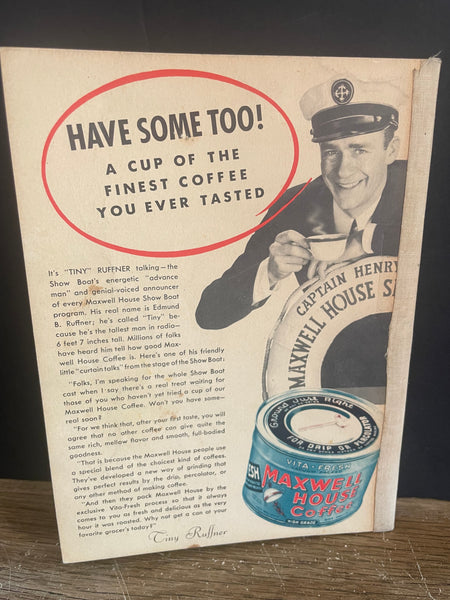 HAVE SOME TOO!
A CUP OF THE
FINEST COFFEE
YOU EVER TASTED
It's "TINY" RUFFNER talking—the
Show Boat's energetic "advance
man" and genial-voiced announcer
of every Maxwell House Show Boat
program. His real name is Edmund
B. Ruffner; he's called "Tiny" be-
cause he's the tallest man in radio—
6 feet 7 inches tall. Millions of folks
have heard him tell how good Max-
well House Coffee is. Here's one of his friendly
little "curtain talks" from the stage of the Show Boat:
"Folks, I'm speaking for the whole Show Boat
cast when I say there's a real treat waiting for
those of you who haven't yet tried a cup of our
Maxwell House Coffee. Won't you have some—
real soon?
"For we think that, after your first taste, you will
agree that no other coffee can give quite the
same rich, mellow flavor and smooth, full-bodied
goodness.
"That is because the Maxwell House people use
a special blend of the choicest kind of coffees.
They've developed a new way of grinding that
gives perfect results by the drip, percolator, or
any other method of making coffee.
"And then they pack Maxwell House by the
exclusive Vita-Fresh process so that it always
comes to you as fresh and delicious as the very
hour it was roasted. Why not get a can at your
favorite grocer's today?"
Tiny Ruffner
CAPTAIN HENRY
MAXWELL HOUSE S
Ground Just Right
FOR DRIP OR PERCOLATOR
VITA-FRESH
ESH
MAXWELL
HOUSE
Coffee
HIGH GRADE